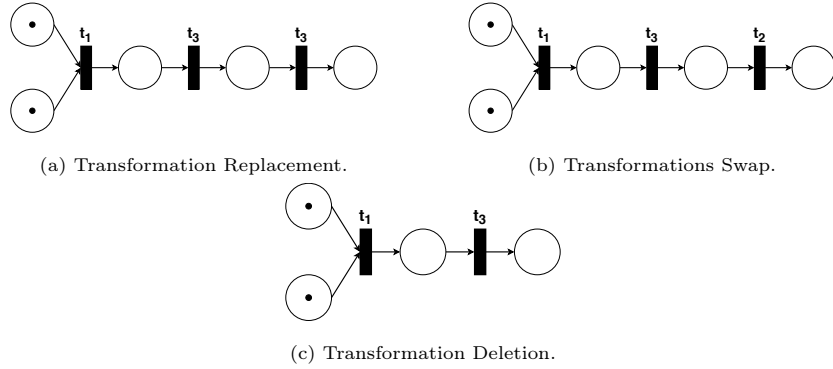 t1 t3 t3
t1 t3 t2
(a) Transformation Replacement.
(b) Transformations Swap.
t1 t3
(c) Transformation Deletion.